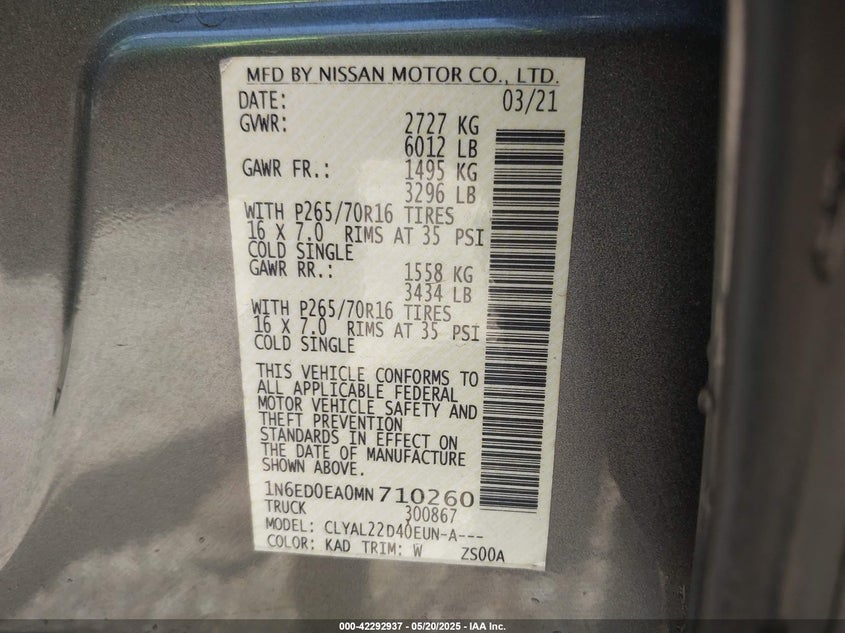 MFD BY NISSAN MOTOR CO., LTD.
DATE: 03/21
GVWR: 2727 KG
6012 LB
GAWR FR.: 1495 KG
3296 LB
WITH P265/70R16 TIRES
16 X 7.0 RIMS AT 35 PSI
COLD SINGLE
GAWR RR.: 1558 KG
3434 LB
WITH P265/70R16 TIRES
16 X 7.0 RIMS AT 35 PSI
COLD SINGLE
THIS VEHICLE CONFORMS TO
ALL APPLICABLE FEDERAL
MOTOR VEHICLE SAFETY AND
THEFT PREVENTION
STANDARDS IN EFFECT ON
THE DATE OF MANUFACTURE
SHOWN ABOVE.
1N6ED0EA0MN710260
TRUCK 300867
MODEL: CLYAL22D40EUN-A---
COLOR: KAD TRIM: W ZS00A
000-42292937 - 05/20/2025 - IAA Inc.